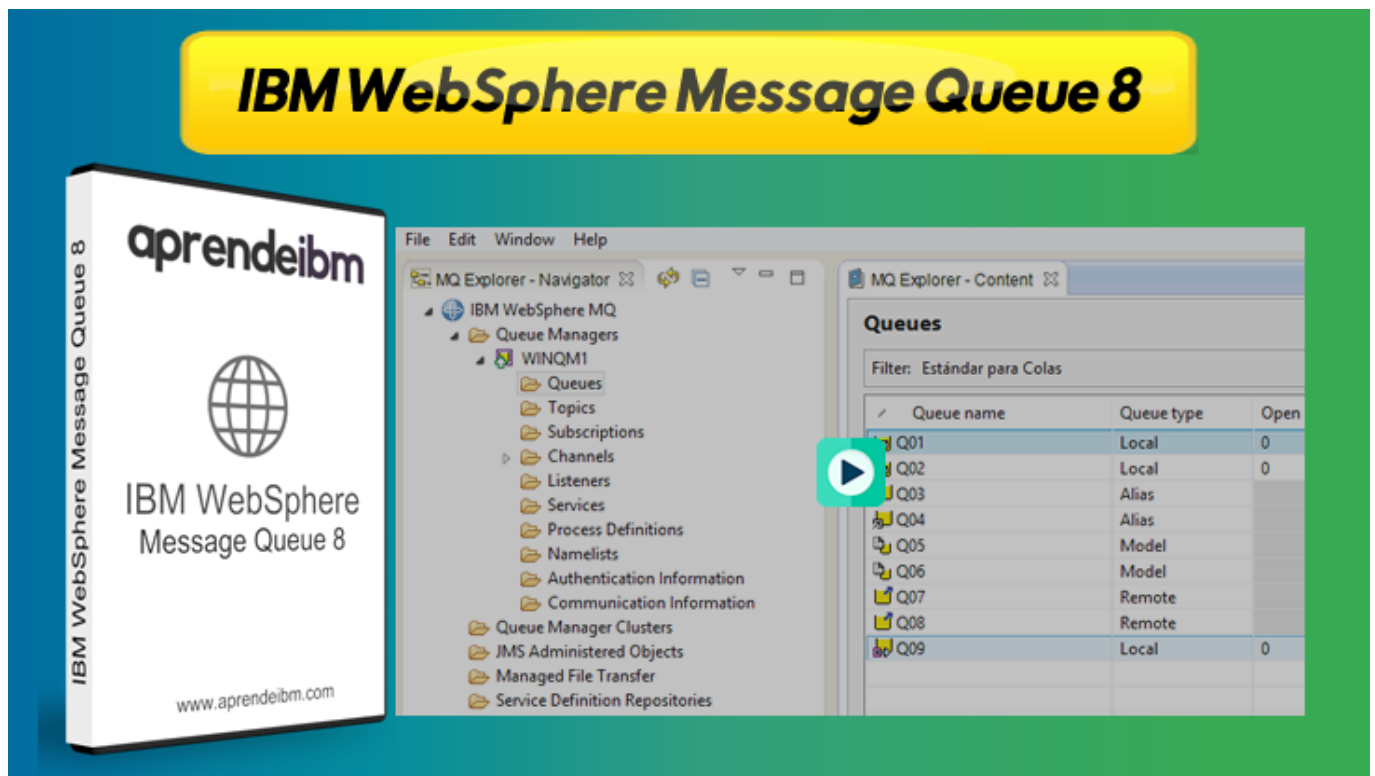 IBM WebSphere Message Queue 8
IBM WebSphere Message Queue 8
aprendeibm
IBM WebSphere
Message Queue 8
www.aprendeibm.com
File Edit Window Help
MQ Explorer - Navigator
IBM WebSphere MQ
Queue Managers
WINQM1
Queues
Topics
Subscriptions
Channels
Listeners
Services
Process Definitions
Namelists
Authentication Information
Communication Information
Queue Manager Clusters
JMS Administered Objects
Managed File Transfer
Service Definition Repositories
MQ Explorer - Content
Queues
Filter: Estándar para Colas
Queue name Queue type Open
Q01 Local 0
Q02 Local 0
Q03 Alias
Q04 Alias
Q05 Model
Q06 Model
Q07 Remote
Q08 Remote
Q09 Local 0